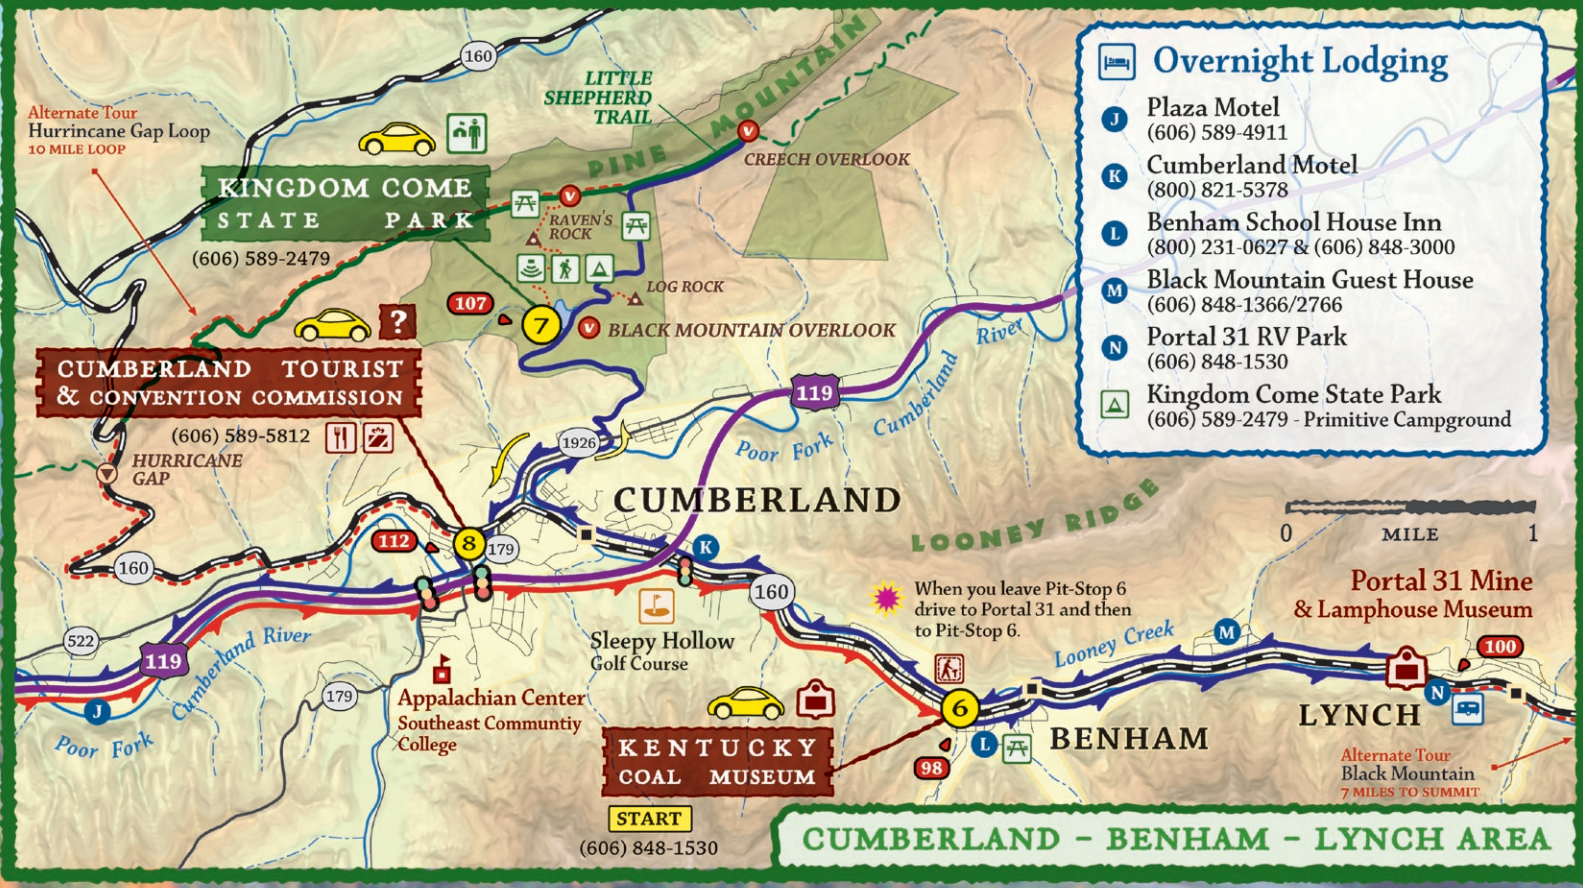 160
Alternate Tour
Hurrincane Gap Loop
10 MILE LOOP
LITTLE
SHEPHERD
TRAIL
PINE MOUNTAIN
V
CREECH OVERLOOK
KINGDOM COME
STATE PARK
(606) 589-2479
V
RAVEN'S
ROCK
LOG ROCK
107
7
V
BLACK MOUNTAIN OVERLOOK
?
CUMBERLAND TOURIST
& CONVENTION COMMISSION
(606) 589-5812
HURRICANE
GAP
119
River
Cumberland
Poor Fork
1926
CUMBERLAND
LOONEY RIDGE
Overnight Lodging
J
Plaza Motel
(606) 589-4911
K
Cumberland Motel
(800) 821-5378
L
Benham School House Inn
(800) 231-0627 & (606) 848-3000
M
Black Mountain Guest House
(606) 848-1366/2766
N
Portal 31 RV Park
(606) 848-1530
Kingdom Come State Park
(606) 589-2479 - Primitive Campground
0 MILE 1
112
8
179
K
160
160
When you leave Pit-Stop 6
drive to Portal 31 and then
to Pit-Stop 6.
Portal 31 Mine
& Lamphouse Museum
100
Sleepy Hollow
Golf Course
Looney Creek
M
522
119
Cumberland River
179
J
Poor Fork
Appalachian Center
Southeast Communtiy
College
6
N
LYNCH
BENHAM
L
98
KENTUCKY
COAL MUSEUM
START
(606) 848-1530
Alternate Tour
Black Mountain
7 MILES TO SUMMIT
CUMBERLAND - BENHAM - LYNCH AREA